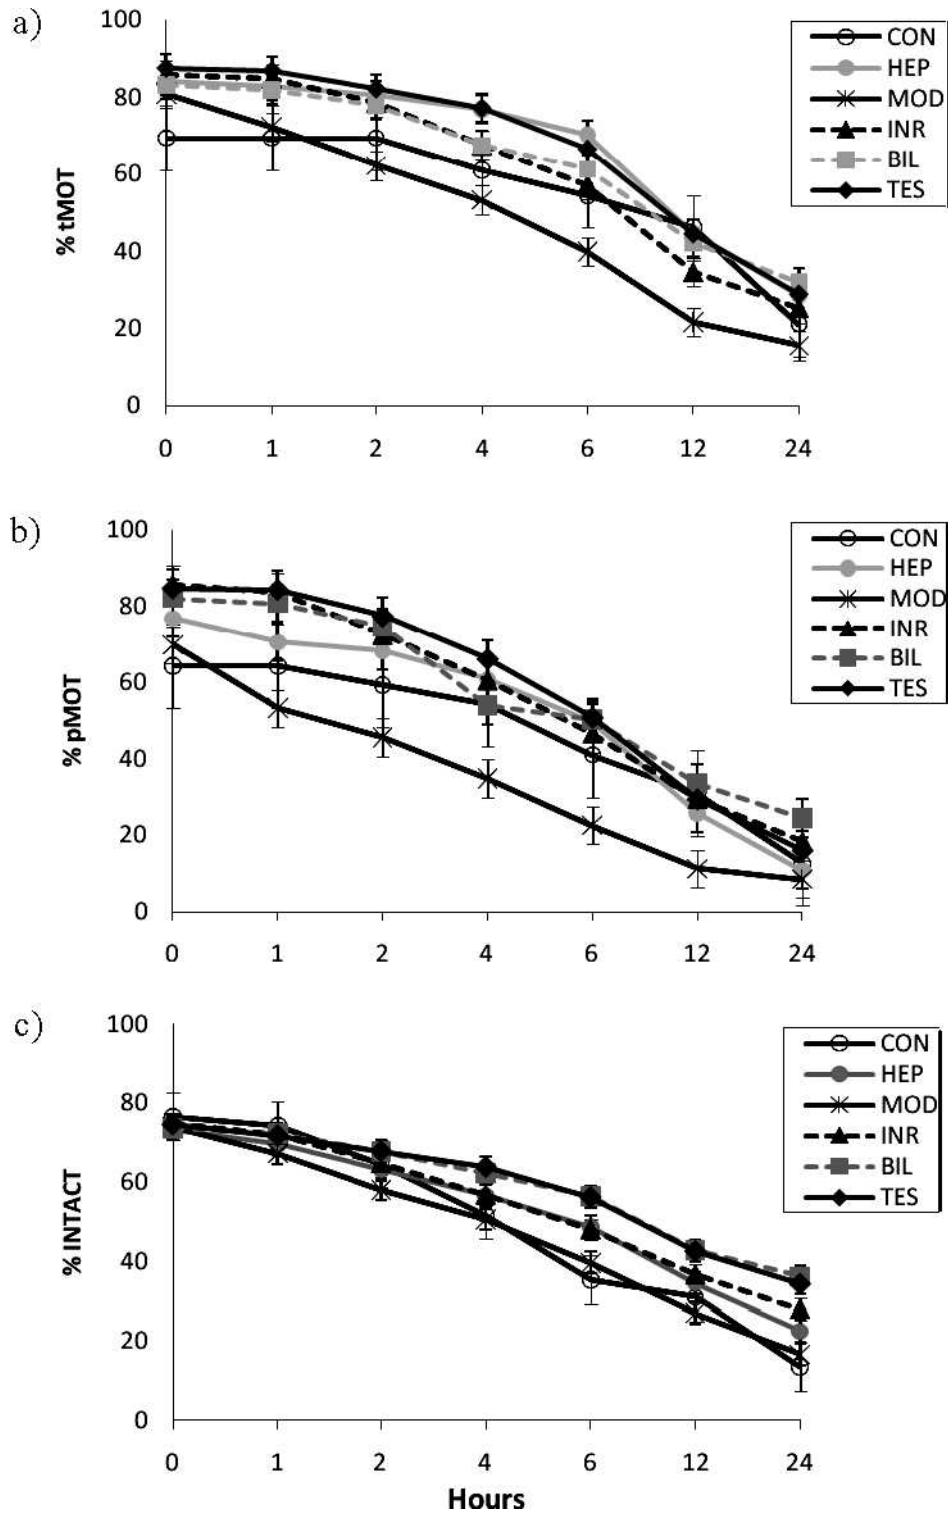 a)
100
80
60
40
20
0
% tMOT
0 1 2 4 6 12 24
CON
HEP
MOD
INR
BIL
TES
b)
100
80
60
40
20
0
% pMOT
0 1 2 4 6 12 24
CON
HEP
MOD
INR
BIL
TES
c)
100
80
60
40
20
0
% INTACT
0 1 2 4 6 12 24
Hours
CON
HEP
MOD
INR
BIL
TES